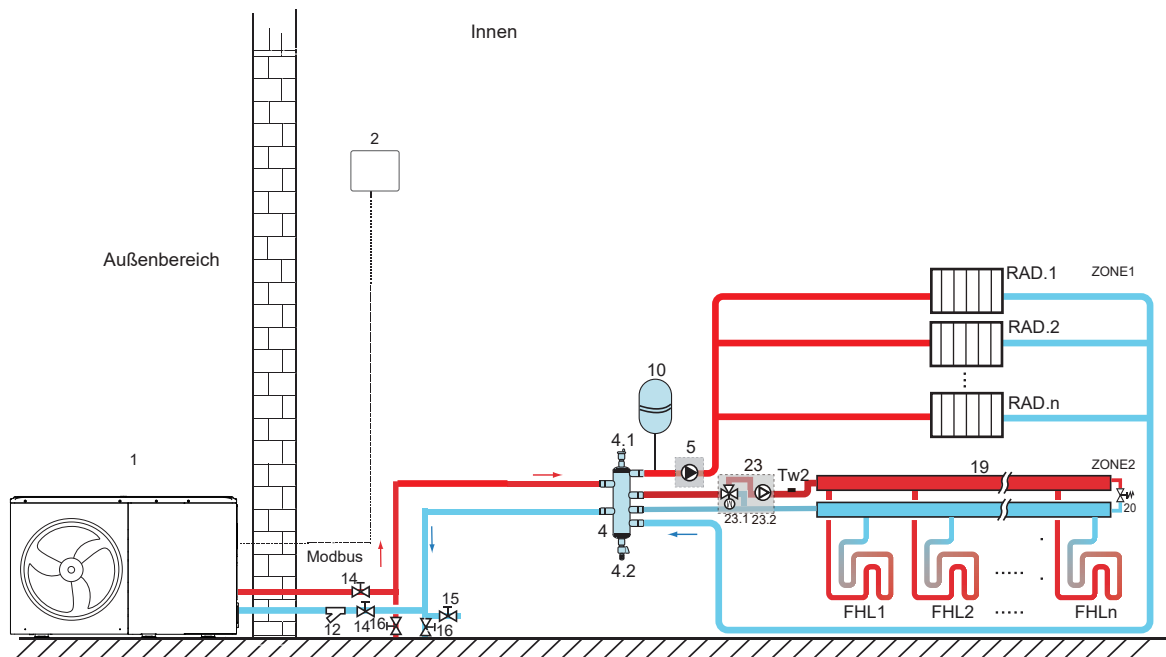 Innen
2
Außenbereich
RAD.1
ZONE1
RAD.2
10
RAD.n
4.1
5
1
23
Tw2
19
ZONE2
4
23.1
23.2
20
Modbus
4.2
14
15
12
14
16
16
FHL1
FHL2
FHLn